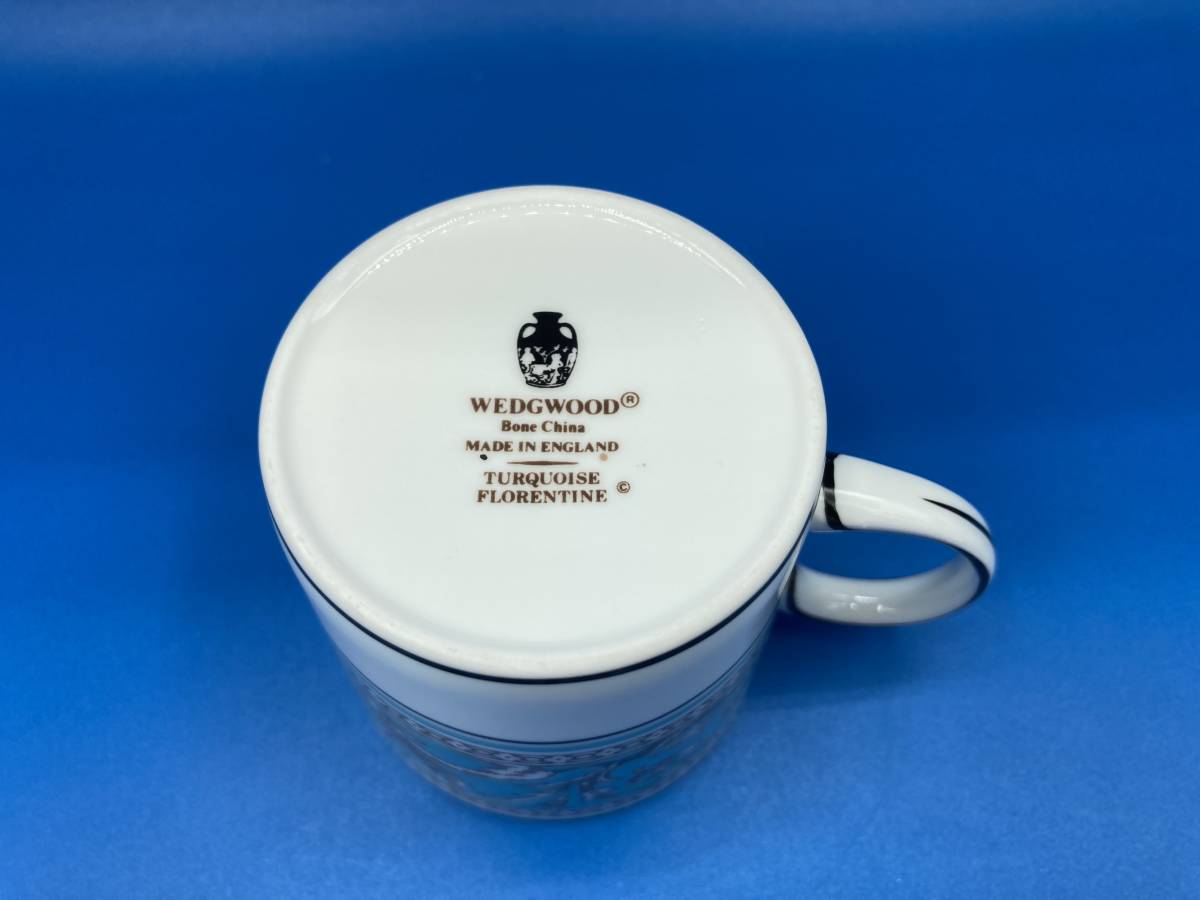 WEDGWOOD®
Bone China
MADE IN ENGLAND
TURQUOISE
FLORENTINE ©